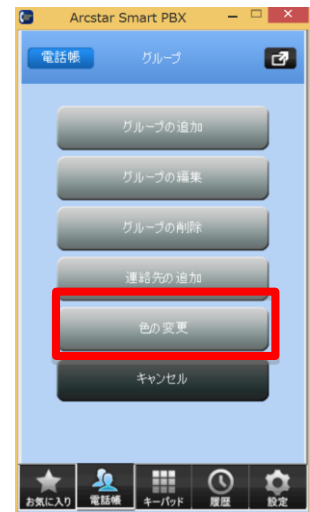 Arcstar Smart PBX
電話帳
グループ
グループの追加
グループの編集
グループの削除
連絡先の追加
色の変更
キャンセル
お気に入り 電話帳 キーパッド 履歴 設定